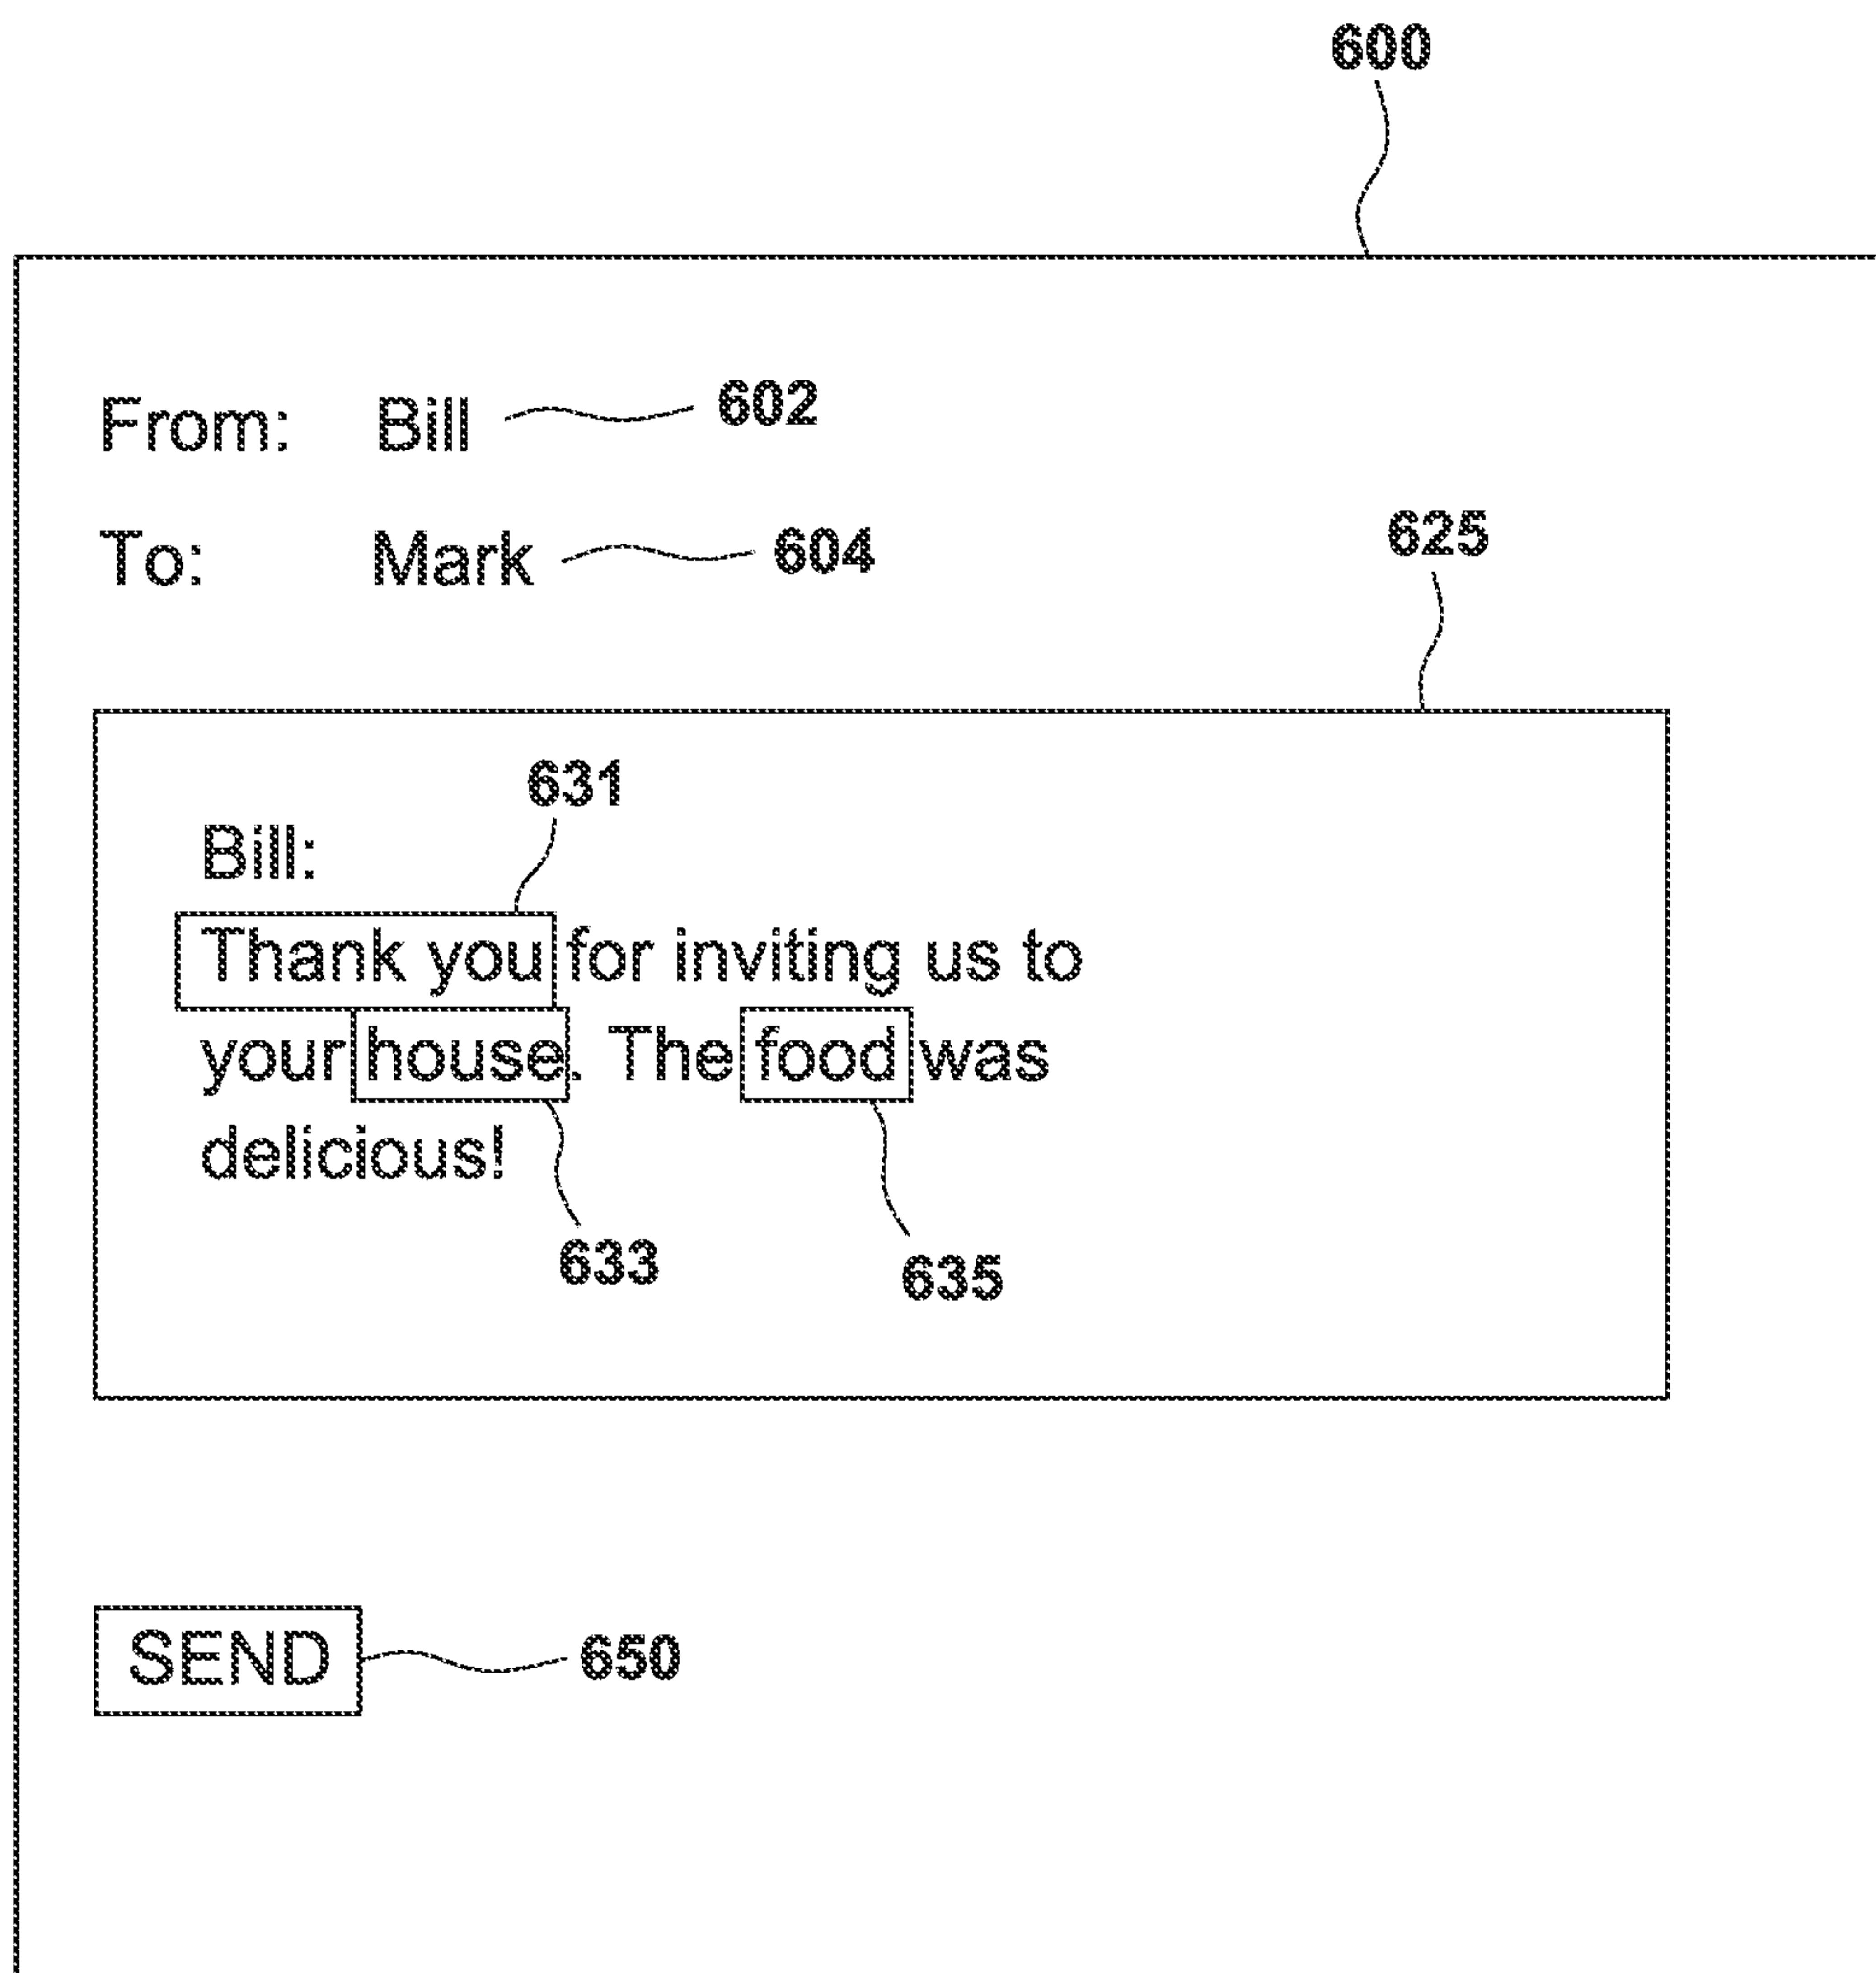 600
From: Bill 602
To: Mark 604
625
631
Bill:
Thank you for inviting us to
your house. The food was
delicious!
633 635
SEND 650